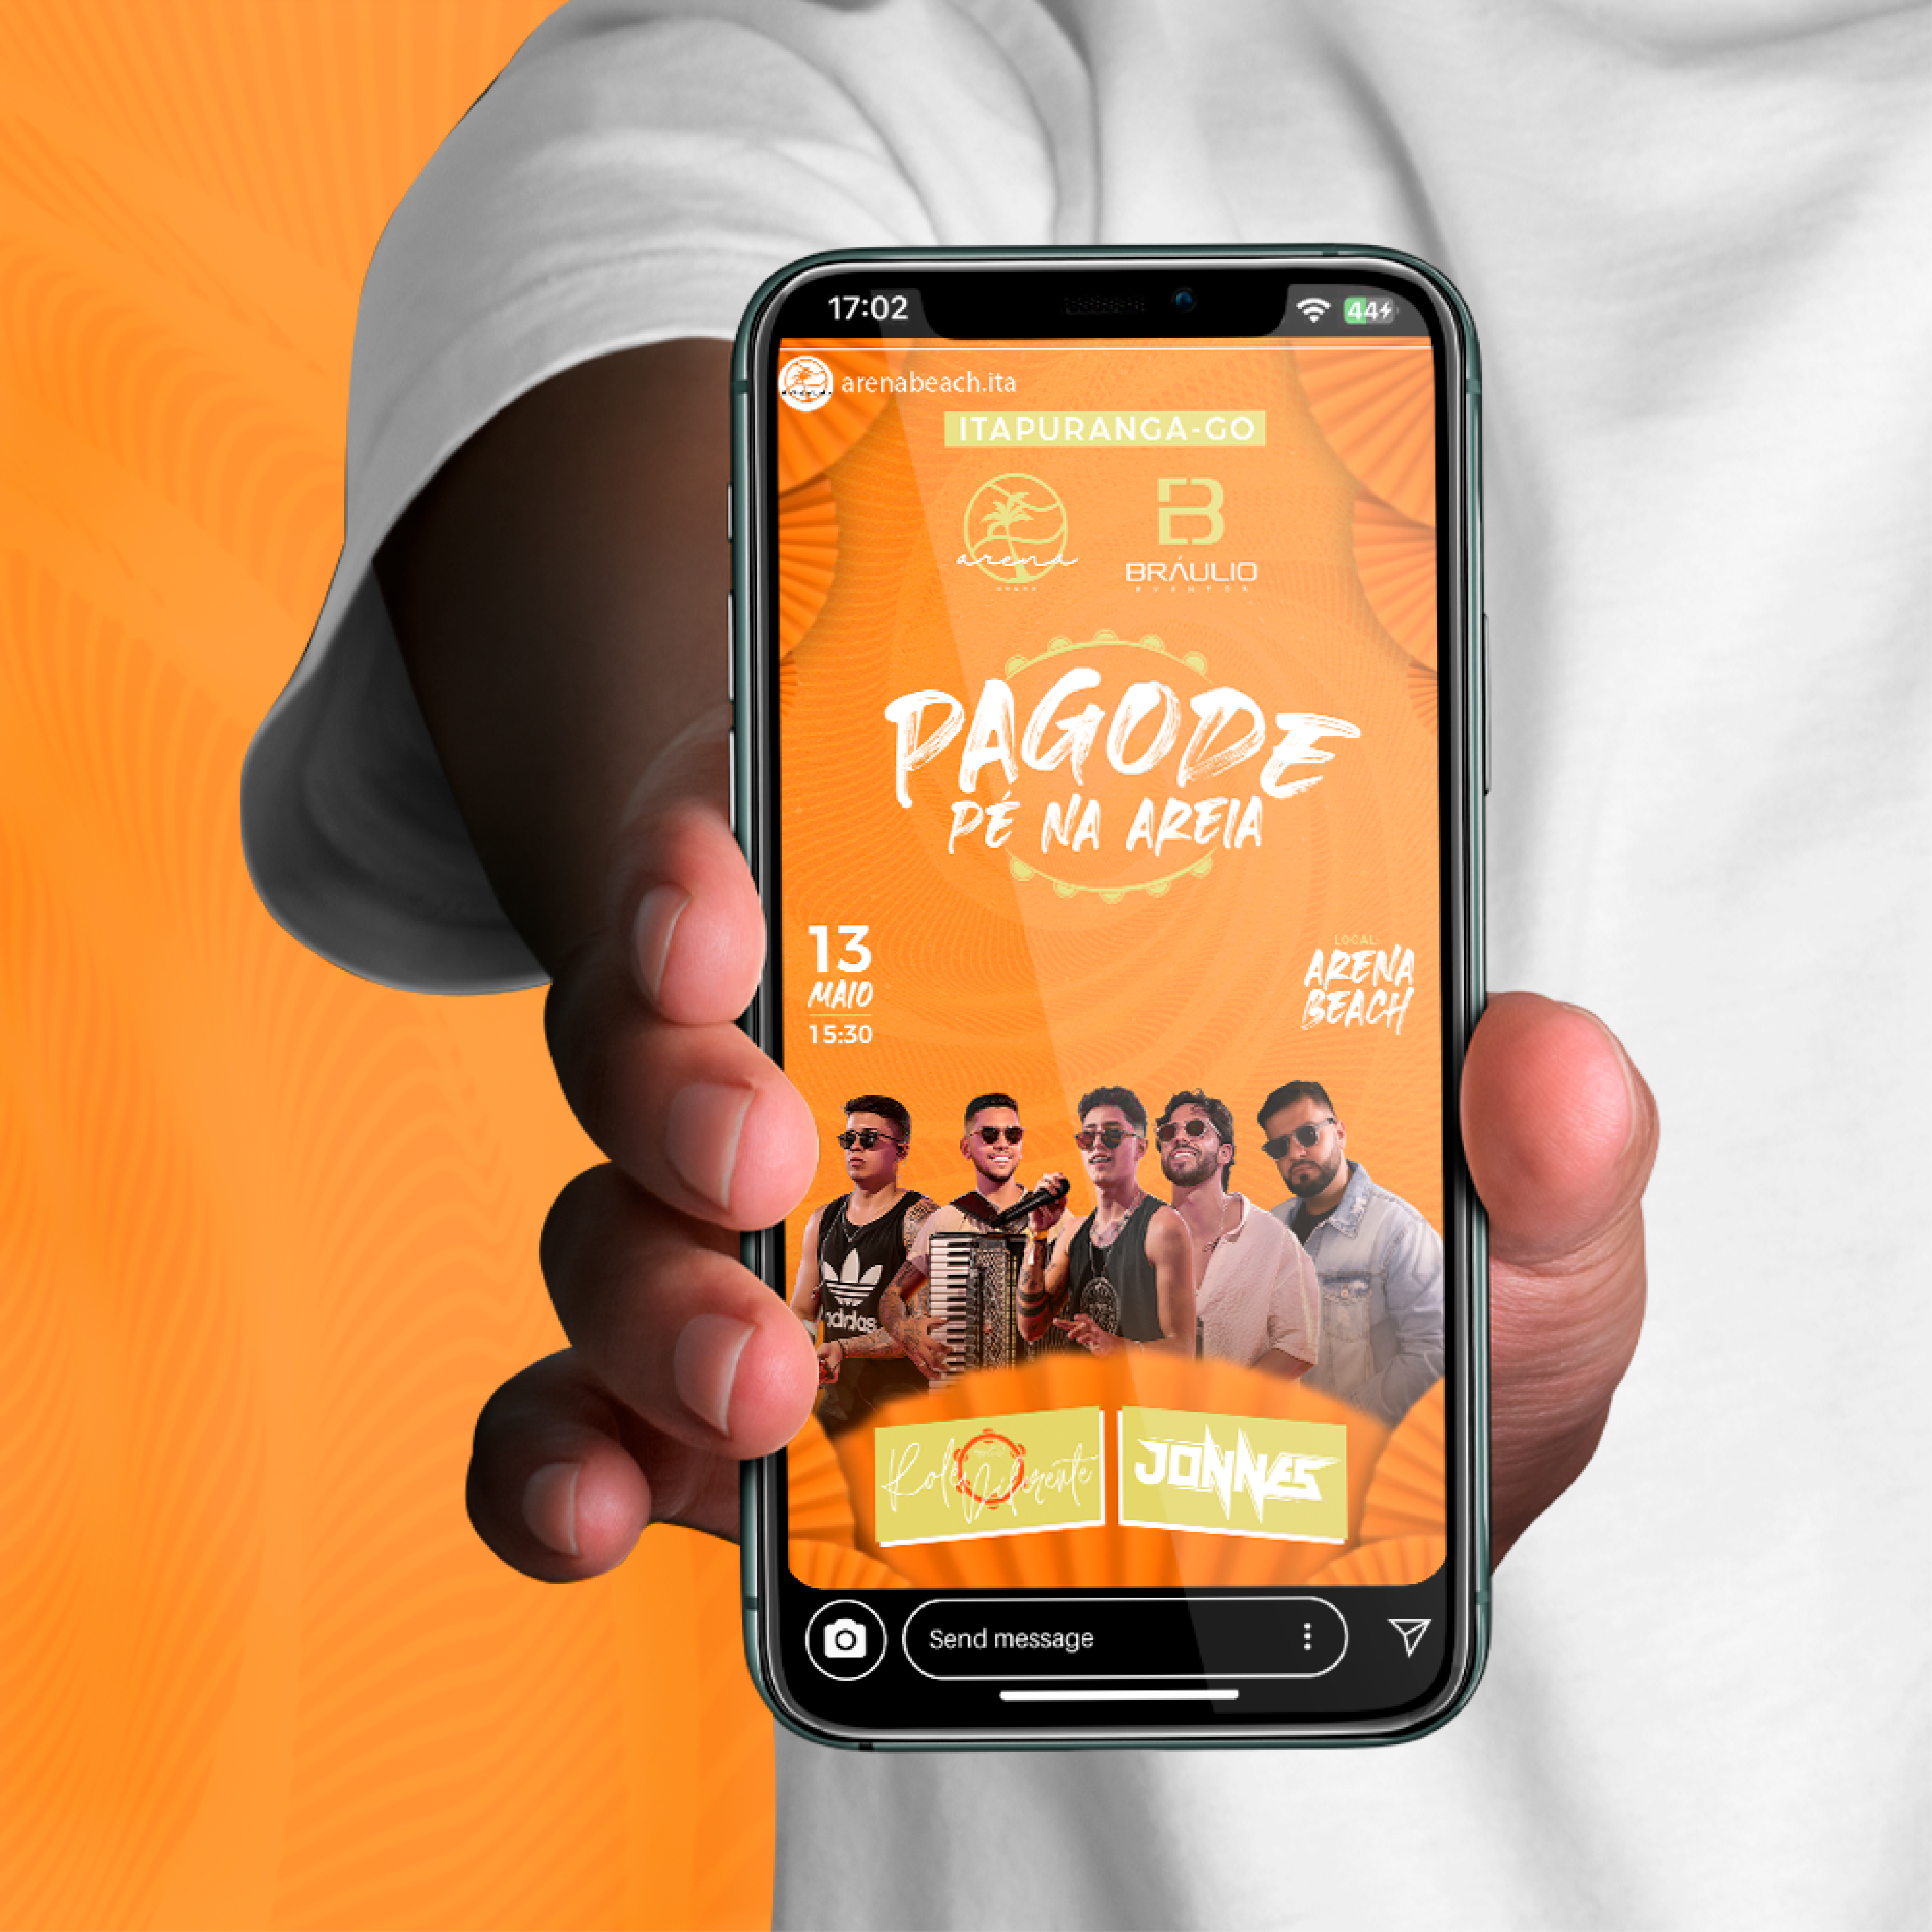 17:02
44
arenabeach.ita
ITAPURANGA-GO
arena
BRÁULIO
EVENTOS
PAGODE
PÉ NA AREIA
13
MAIO
15:30
LOCAL:
ARENA
BEACH
adidas
Rolê Diferente
JONNES
Send message